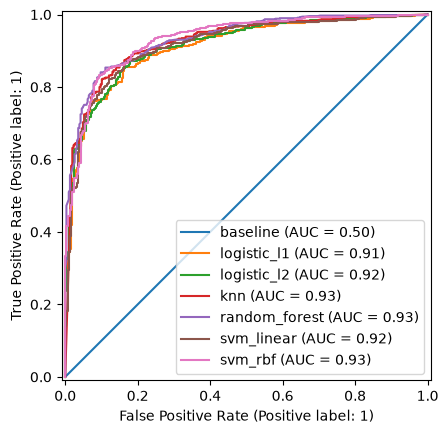 1.0
0.8
0.6
0.4
0.2
0.0
True Positive Rate (Positive label: 1)
baseline (AUC = 0.50)
logistic_l1 (AUC = 0.91)
logistic_l2 (AUC = 0.92)
knn (AUC = 0.93)
random_forest (AUC = 0.93)
svm_linear (AUC = 0.92)
svm_rbf (AUC = 0.93)
0.0 0.2 0.4 0.6 0.8 1.0
False Positive Rate (Positive label: 1)